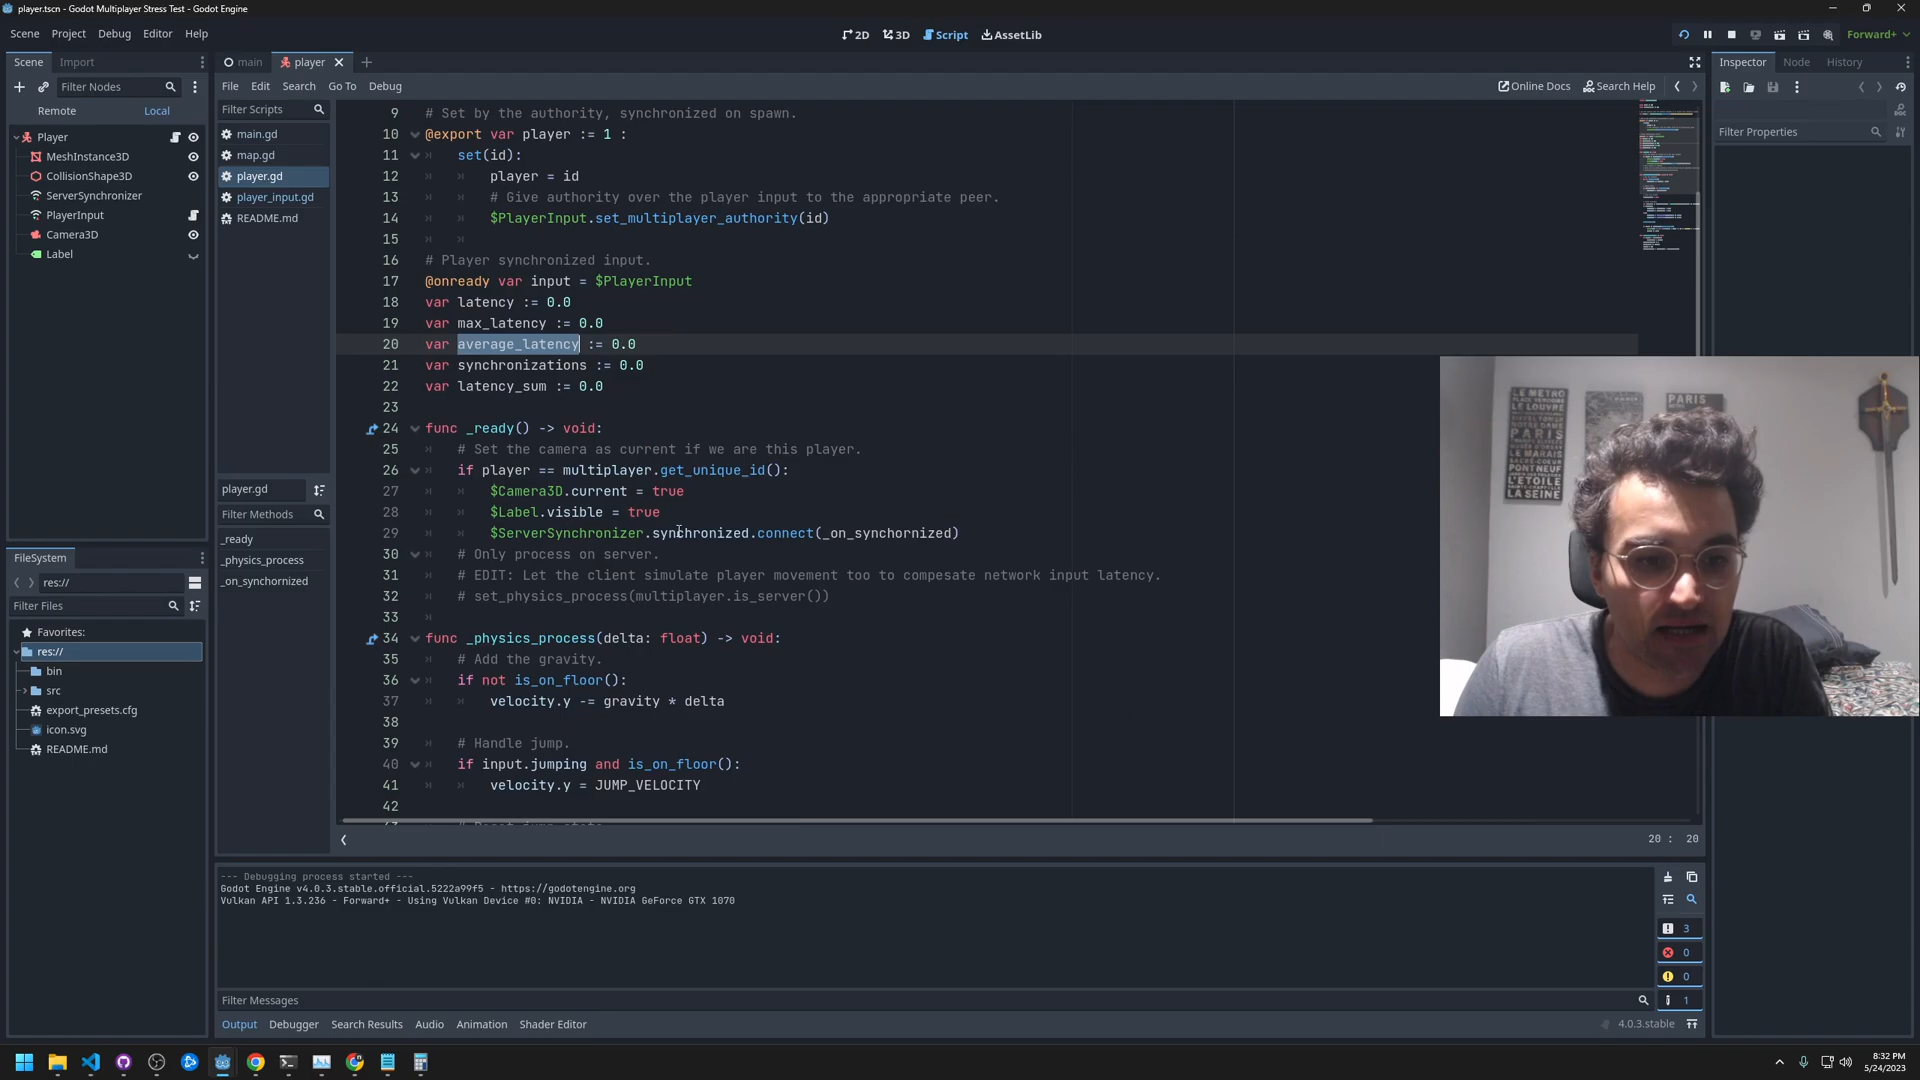 player.tscn - Godot Multiplayer Stress Test - Godot Engine
Scene Project Debug Editor Help
2D 3D Script AssetLib
Forward+
Scene Import
main player
Inspector Node History
Filter Nodes
File Edit Search Go To Debug
Online Docs Search Help
Remote Local
Filter Scripts
Filter Properties
Player
MeshInstance3D
CollisionShape3D
ServerSynchronizer
PlayerInput
Camera3D
Label
main.gd
map.gd
player.gd
player_input.gd
README.md
player.gd
Filter Methods
_ready
_physics_process
_on_synchornized
FileSystem
res://
Filter Files
Favorites:
res://
bin
src
export_presets.cfg
icon.svg
README.md
9 # Set by the authority, synchronized on spawn.
10 @export var player := 1 :
11 set(id):
12 player = id
13 # Give authority over the player input to the appropriate peer.
14 $PlayerInput.set_multiplayer_authority(id)
15
16 # Player synchronized input.
17 @onready var input = $PlayerInput
18 var latency := 0.0
19 var max_latency := 0.0
20 var average_latency := 0.0
21 var synchronizations := 0.0
22 var latency_sum := 0.0
23
24 func _ready() -> void:
25 # Set the camera as current if we are this player.
26 if player == multiplayer.get_unique_id():
27 $Camera3D.current = true
28 $Label.visible = true
29 $ServerSynchronizer.synchronized.connect(_on_synchornized)
30 # Only process on server.
31 # EDIT: Let the client simulate player movement too to compesate network input latency.
32 # set_physics_process(multiplayer.is_server())
33
34 func _physics_process(delta: float) -> void:
35 # Add the gravity.
36 if not is_on_floor():
37 velocity.y -= gravity * delta
38
39 # Handle jump.
40 if input.jumping and is_on_floor():
41 velocity.y = JUMP_VELOCITY
42
20 : 20
LE METRO
PARIS
PARIS
LA SEINE
--- Debugging process started ---
Godot Engine v4.0.3.stable.official.5222a99f5 - https://godotengine.org
Vulkan API 1.3.236 - Forward+ - Using Vulkan Device #0: NVIDIA - NVIDIA GeForce GTX 1070
3
0
0
1
Filter Messages
Output Debugger Search Results Audio Animation Shader Editor
4.0.3.stable
8:32 PM
5/24/2023